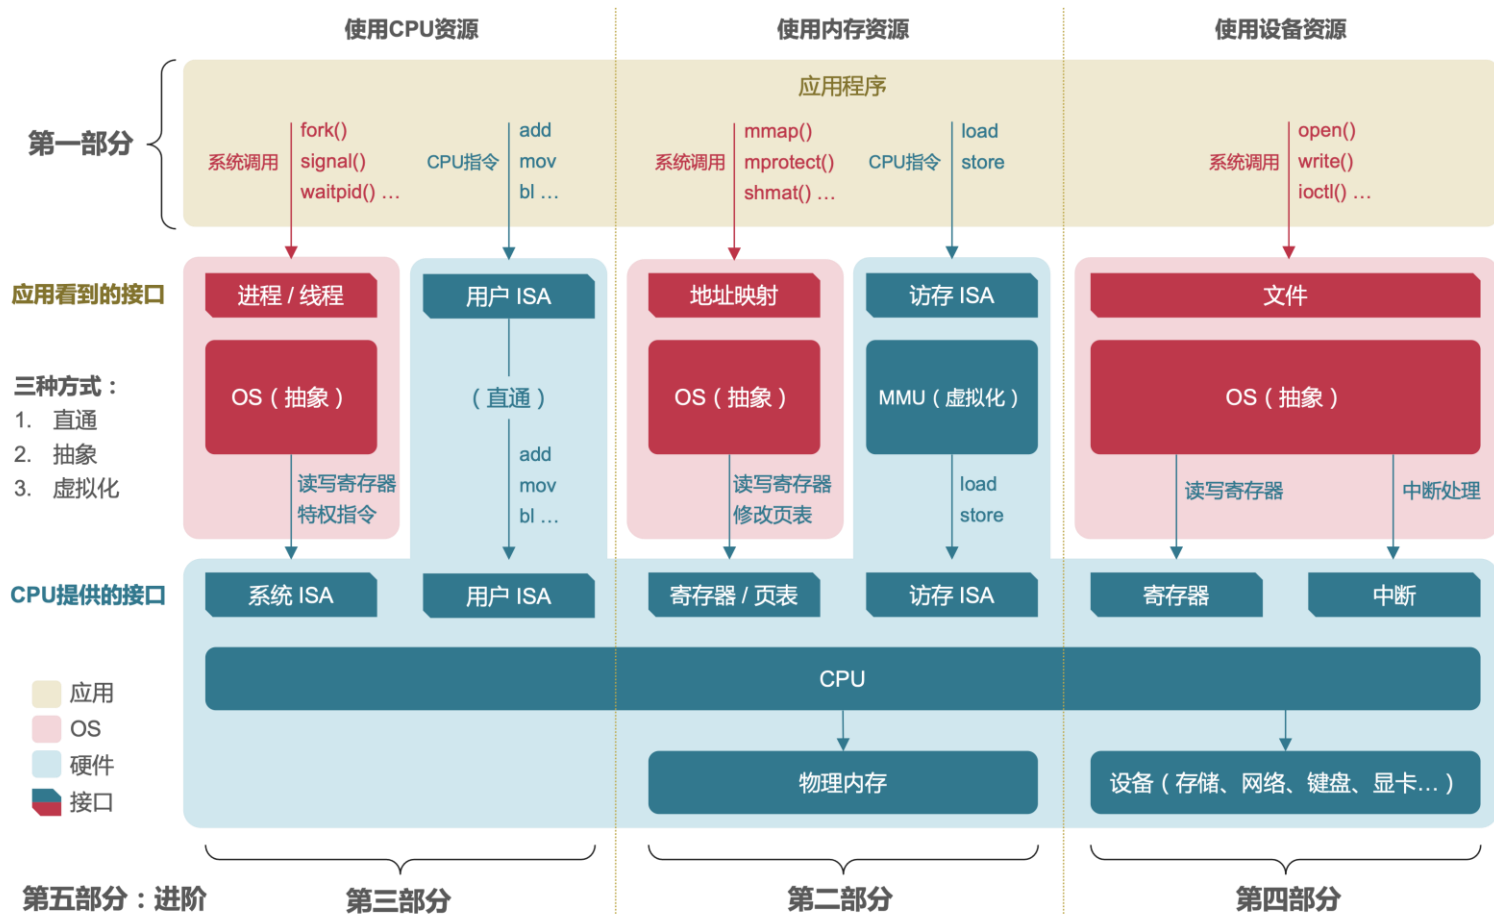 使用CPU资源
使用内存资源
使用设备资源
应用程序
第一部分
系统调用
fork()
signal()
waitpid() …
CPU指令
add
mov
bl …
系统调用
mmap()
mprotect()
shmat() …
CPU指令
load
store
系统调用
open()
write()
ioctl() …
应用看到的接口
进程 / 线程
用户 ISA
地址映射
访存 ISA
文件
三种方式：
1. 直通
2. 抽象
3. 虚拟化
OS（抽象）
（直通）
OS（抽象）
MMU（虚拟化）
OS（抽象）
读写寄存器
特权指令
add
mov
bl …
读写寄存器
修改页表
load
store
读写寄存器
中断处理
CPU提供的接口
系统 ISA
用户 ISA
寄存器 / 页表
访存 ISA
寄存器
中断
CPU
应用
OS
硬件
接口
物理内存
设备（存储、网络、键盘、显卡…）
第五部分：进阶
第三部分
第二部分
第四部分